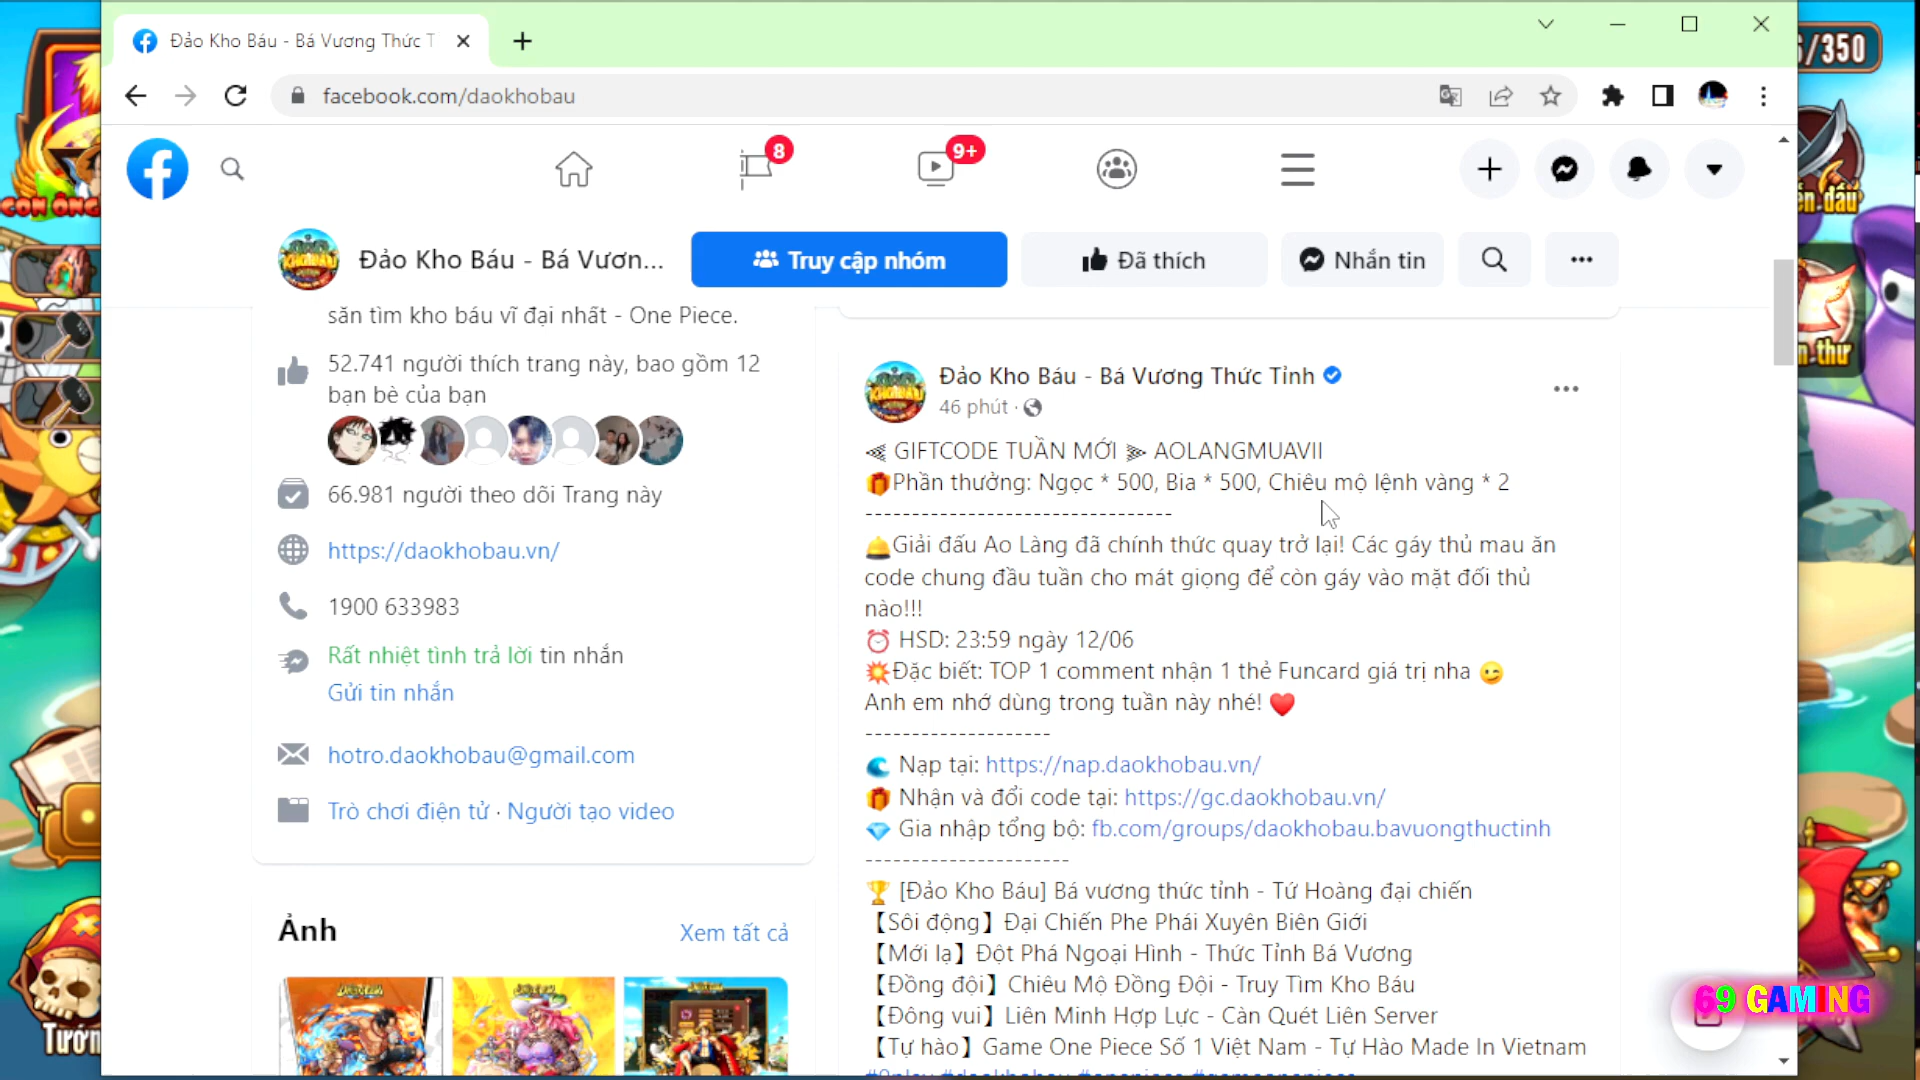 Đảo Kho Báu - Bá Vương Thức T
/350
facebook.com/daokhobau
8
9+
CON ÔNG
Đảo Kho Báu - Bá Vươn...
Truy cập nhóm
Đã thích
Nhắn tin
săn tìm kho báu vĩ đại nhất - One Piece.
52.741 người thích trang này, bao gồm 12
bạn bè của bạn
66.981 người theo dõi Trang này
https://daokhobau.vn/
1900 633983
Rất nhiệt tình trả lời tin nhắn
Gửi tin nhắn
hotro.daokhobau@gmail.com
Trò chơi điện tử · Người tạo video
Ảnh
Xem tất cả
Đảo Kho Báu - Bá Vương Thức Tỉnh
46 phút ·
⫷ GIFTCODE TUẦN MỚI ⫸ AOLANGMUAVII
🎁Phần thưởng: Ngọc * 500, Bia * 500, Chiêu mộ lệnh vàng * 2
---------------------------------
🛎️Giải đấu Ao Làng đã chính thức quay trở lại! Các gáy thủ mau ăn
code chung đầu tuần cho mát giọng để còn gáy vào mặt đối thủ
nào!!!
⏰ HSD: 23:59 ngày 12/06
💥Đặc biệt: TOP 1 comment nhận 1 thẻ Funcard giá trị nha 😉
Anh em nhớ dùng trong tuần này nhé! ❤️
--------------------
🌊 Nạp tại: https://nap.daokhobau.vn/
🎁 Nhận và đổi code tại: https://gc.daokhobau.vn/
💎 Gia nhập tổng bộ: fb.com/groups/daokhobau.bavuongthuctinh
----------------------
🏆 [Đảo Kho Báu] Bá vương thức tỉnh - Tứ Hoàng đại chiến
【Sôi động】Đại Chiến Phe Phái Xuyên Biên Giới
【Mới lạ】Đột Phá Ngoại Hình - Thức Tỉnh Bá Vương
【Đồng đội】Chiêu Mộ Đồng Đội - Truy Tìm Kho Báu
【Đông vui】Liên Minh Hợp Lực - Càn Quét Liên Server
【Tự hào】Game One Piece Số 1 Việt Nam - Tự Hào Made In Vietnam
69 GAMING
Tướn